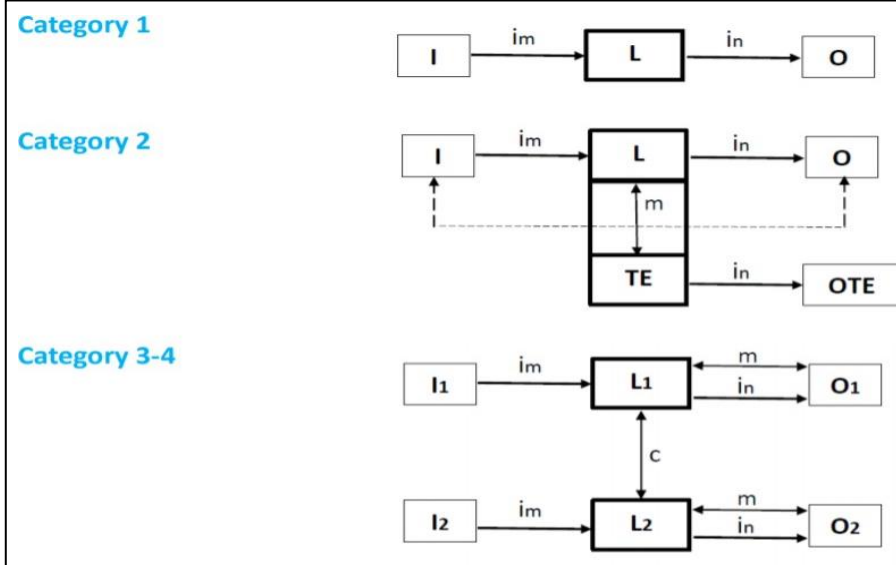 Category 1
I im L in O
Category 2
I im L in O
m
TE in OTE
Category 3-4
I1 im L1 m in O1
c
I2 im L2 m in O2